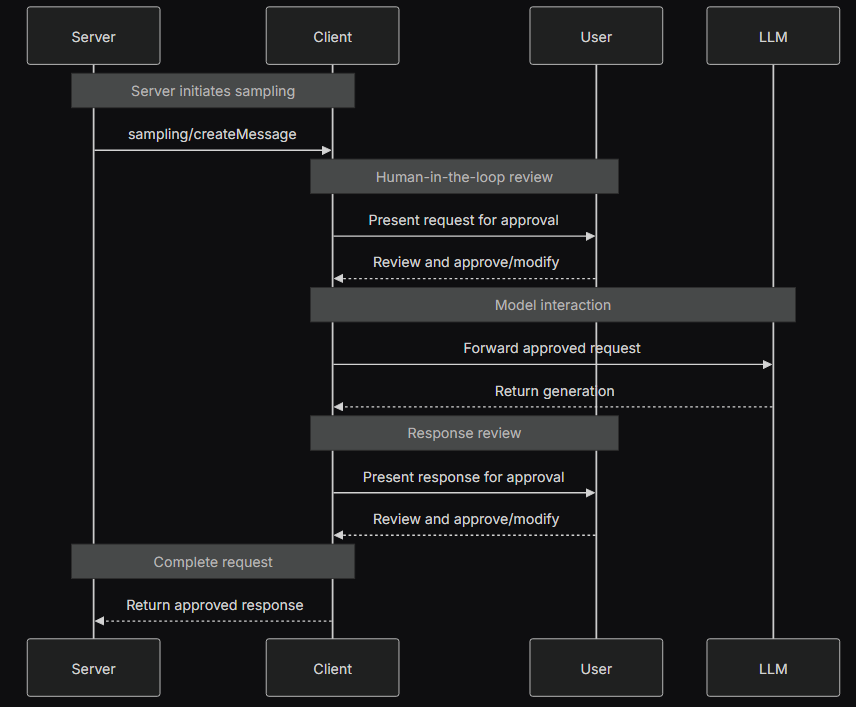 Server
Client
User
LLM
Server initiates sampling
sampling/createMessage
Human-in-the-loop review
Present request for approval
Review and approve/modify
Model interaction
Forward approved request
Return generation
Response review
Present response for approval
Review and approve/modify
Complete request
Return approved response
Server
Client
User
LLM